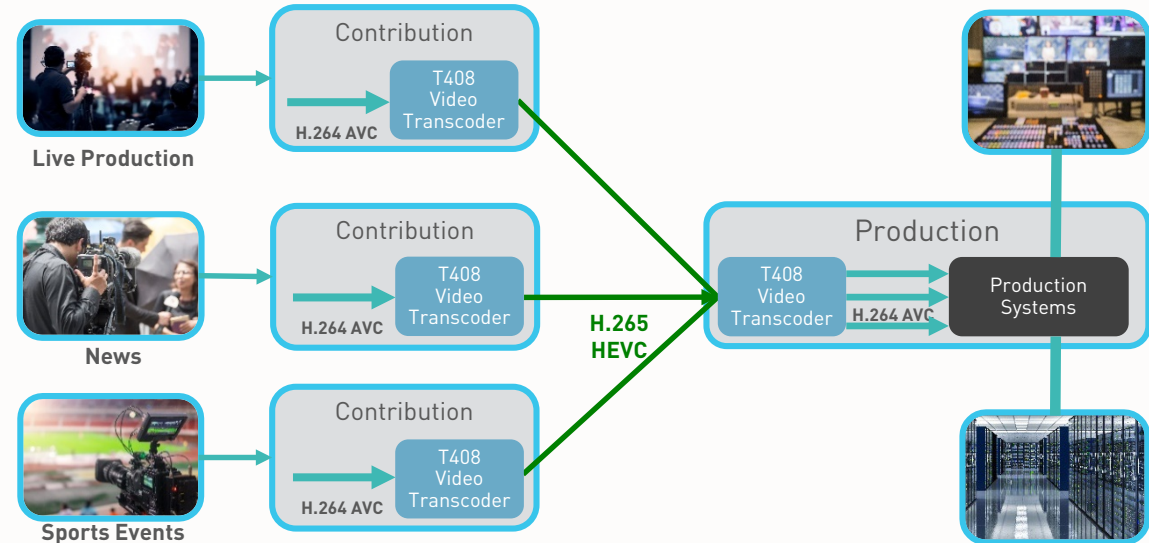 Contribution
T408
Video
Transcoder
H.264 AVC
Live Production
Contribution
T408
Video
Transcoder
H.264 AVC
News
Contribution
T408
Video
Transcoder
H.264 AVC
Sports Events
H.265
HEVC
Production
T408
Video
Transcoder
H.264 AVC
Production
Systems